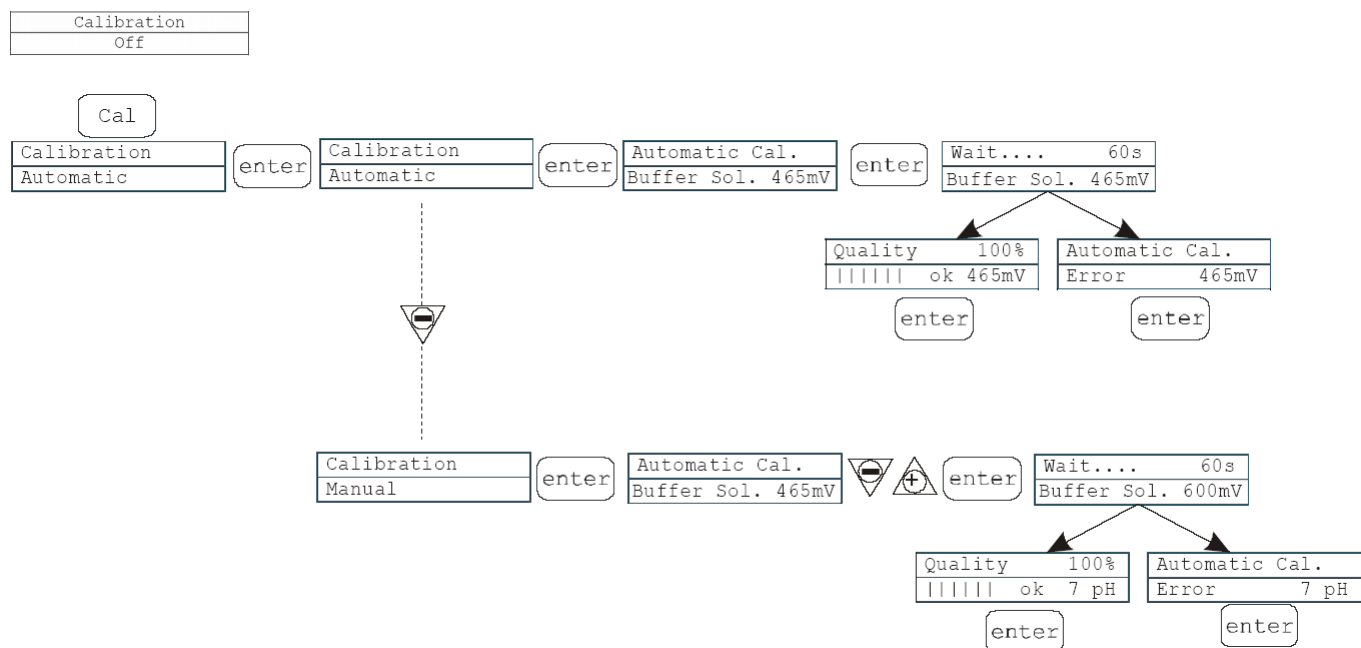 Calibration
Off
Cal
Calibration
Automatic
enter
Calibration
Automatic
enter
Automatic Cal.
Buffer Sol. 465mV
enter
Wait.... 60s
Buffer Sol. 465mV
Quality 100%
|||||| ok 465mV
enter
Automatic Cal.
Error 465mV
enter
Calibration
Manual
enter
Automatic Cal.
Buffer Sol. 465mV
enter
Wait.... 60s
Buffer Sol. 600mV
Quality 100%
|||||| ok 7 pH
enter
Automatic Cal.
Error 7 pH
enter